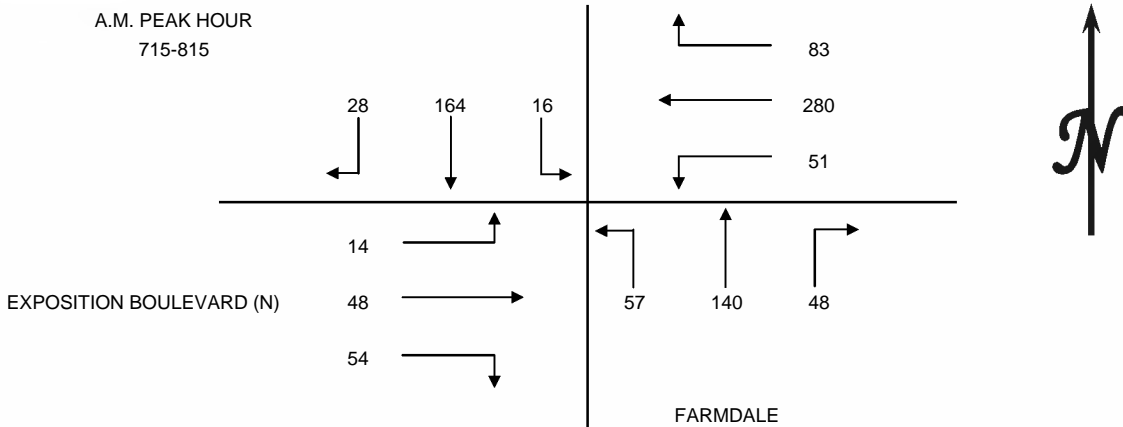 A.M. PEAK HOUR
715-815
83
28 164 16 280
51
14
EXPOSITION BOULEVARD (N) 48 57 140 48
54
FARMDALE
N